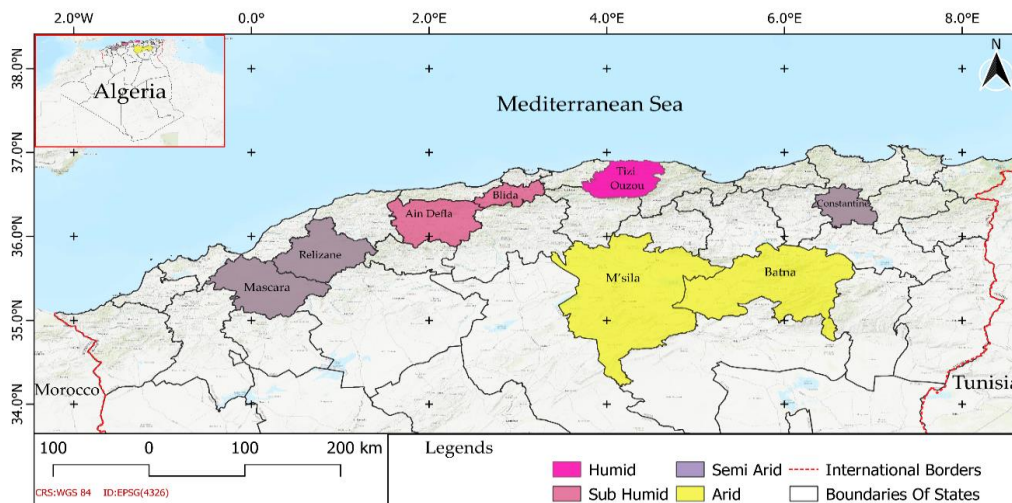 2.0°W 0.0° 2.0°E 4.0°E 6.0°E 8.0°E
38.0°N
37.0°N
36.0°N
35.0°N
34.0°N
Algeria
N
Mediterranean Sea
Tizi
Ouzou
Blida
Ain Defla
Constantine
Relizane
Mascara
M'sila
Batna
Morocco
Tunisia
100 0 100 200 km
CRS:WGS 84 ID:EPSG(4326)
Legends
Humid
Semi Arid
International Borders
Sub Humid
Arid
Boundaries Of States